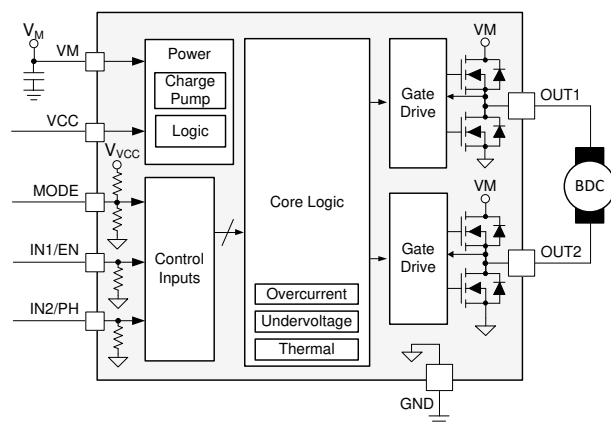 VM
VM
Power
Charge
Pump
VCC
Logic
VVCC
MODE
Control
Inputs
IN1/EN
IN2/PH
Core Logic
Overcurrent
Undervoltage
Thermal
VM
Gate
Drive
OUT1
BDC
VM
Gate
Drive
OUT2
GND